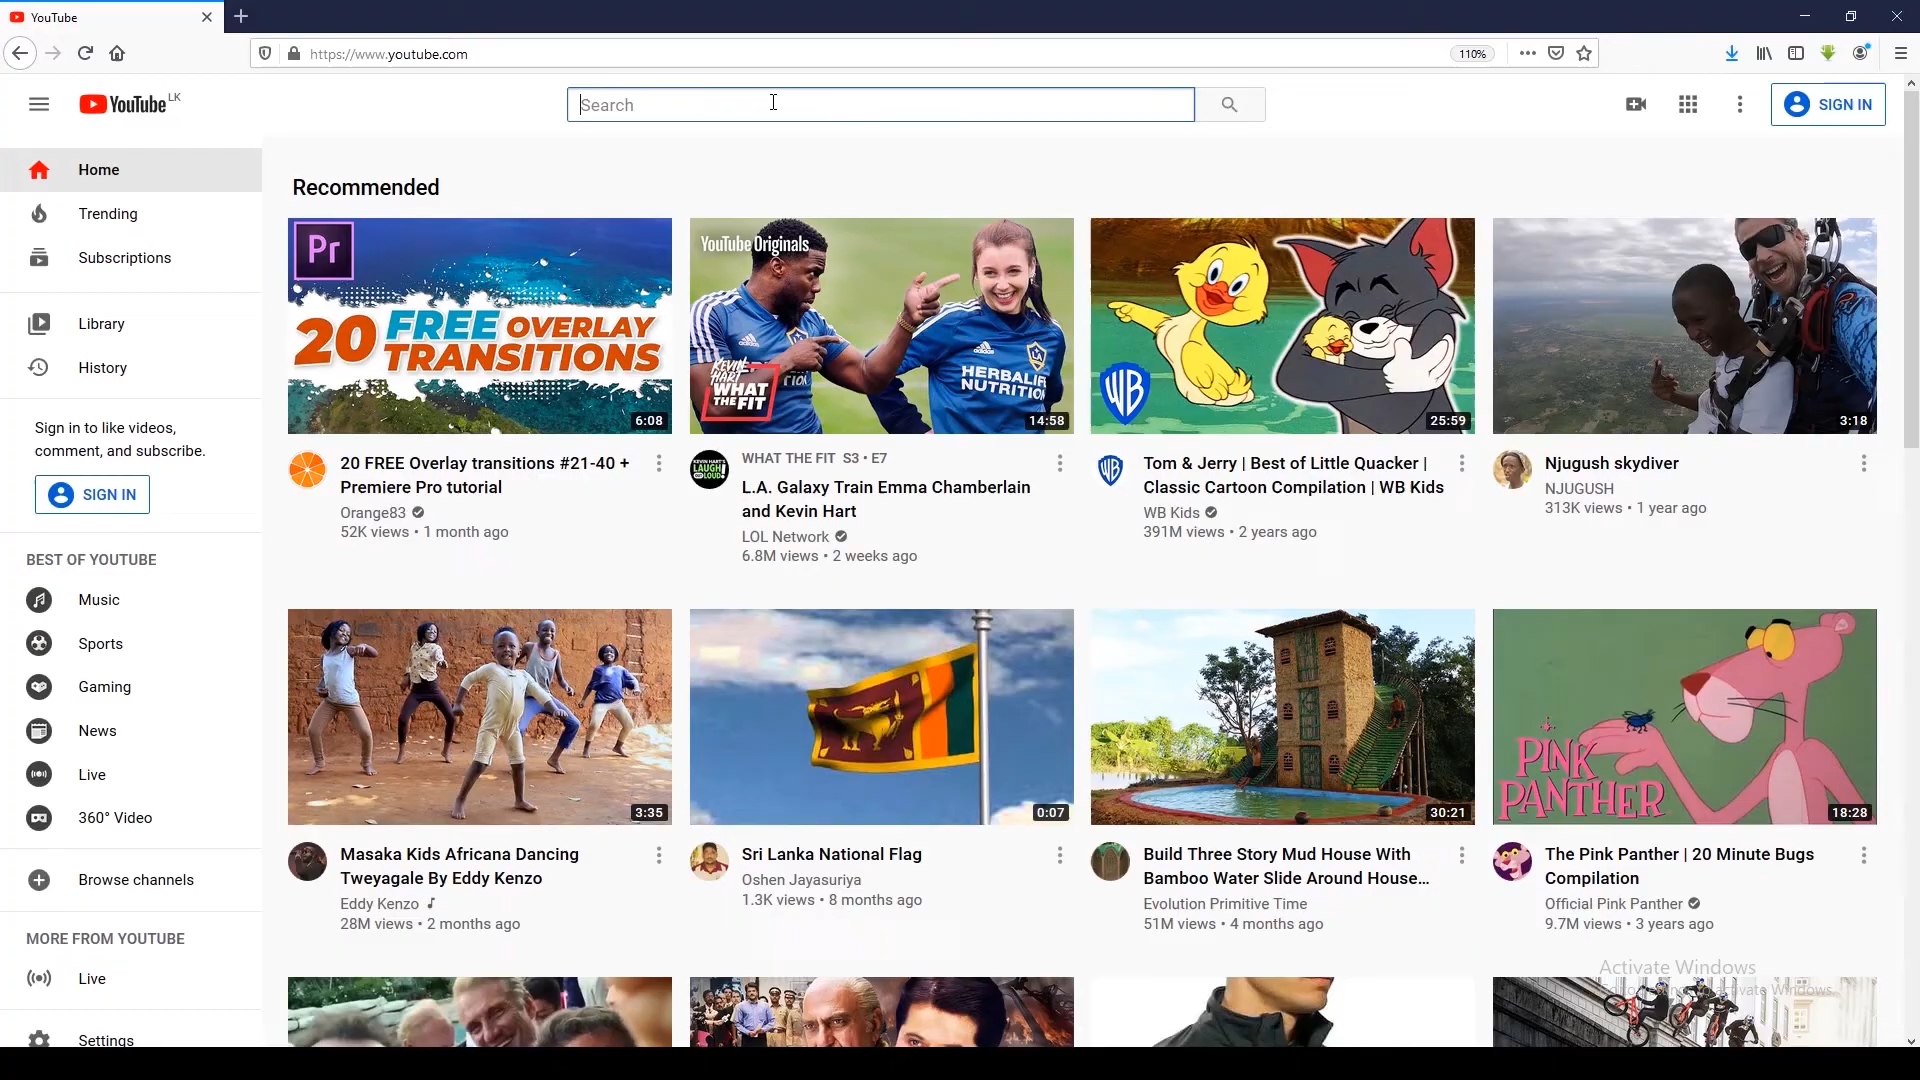 YouTube
https://www.youtube.com
110%
YouTube LK
Search
SIGN IN
Home
Trending
Subscriptions
Library
History
Sign in to like videos,
comment, and subscribe.
SIGN IN
BEST OF YOUTUBE
Music
Sports
Gaming
News
Live
360° Video
Browse channels
MORE FROM YOUTUBE
Live
Settings
Recommended
Pr
20 FREE OVERLAY
TRANSITIONS
6:08
20 FREE Overlay transitions #21-40 +
Premiere Pro tutorial
Orange83
52K views • 1 month ago
YouTube Originals
adidas
adidas
HERBALIFE
NUTRITION
LA
KEVIN HART
WHAT
THE FIT
14:58
WHAT THE FIT S3 • E7
L.A. Galaxy Train Emma Chamberlain
and Kevin Hart
LOL Network
6.8M views • 2 weeks ago
WB
25:59
WB
Tom & Jerry | Best of Little Quacker |
Classic Cartoon Compilation | WB Kids
WB Kids
391M views • 2 years ago
3:18
Njugush skydiver
NJUGUSH
313K views • 1 year ago
3:35
Masaka Kids Africana Dancing
Tweyagale By Eddy Kenzo
Eddy Kenzo
28M views • 2 months ago
0:07
Sri Lanka National Flag
Oshen Jayasuriya
1.3K views • 8 months ago
30:21
Build Three Story Mud House With
Bamboo Water Slide Around House...
Evolution Primitive Time
51M views • 4 months ago
PINK
PANTHER
18:28
The Pink Panther | 20 Minute Bugs
Compilation
Official Pink Panther
9.7M views • 3 years ago
Activate Windows